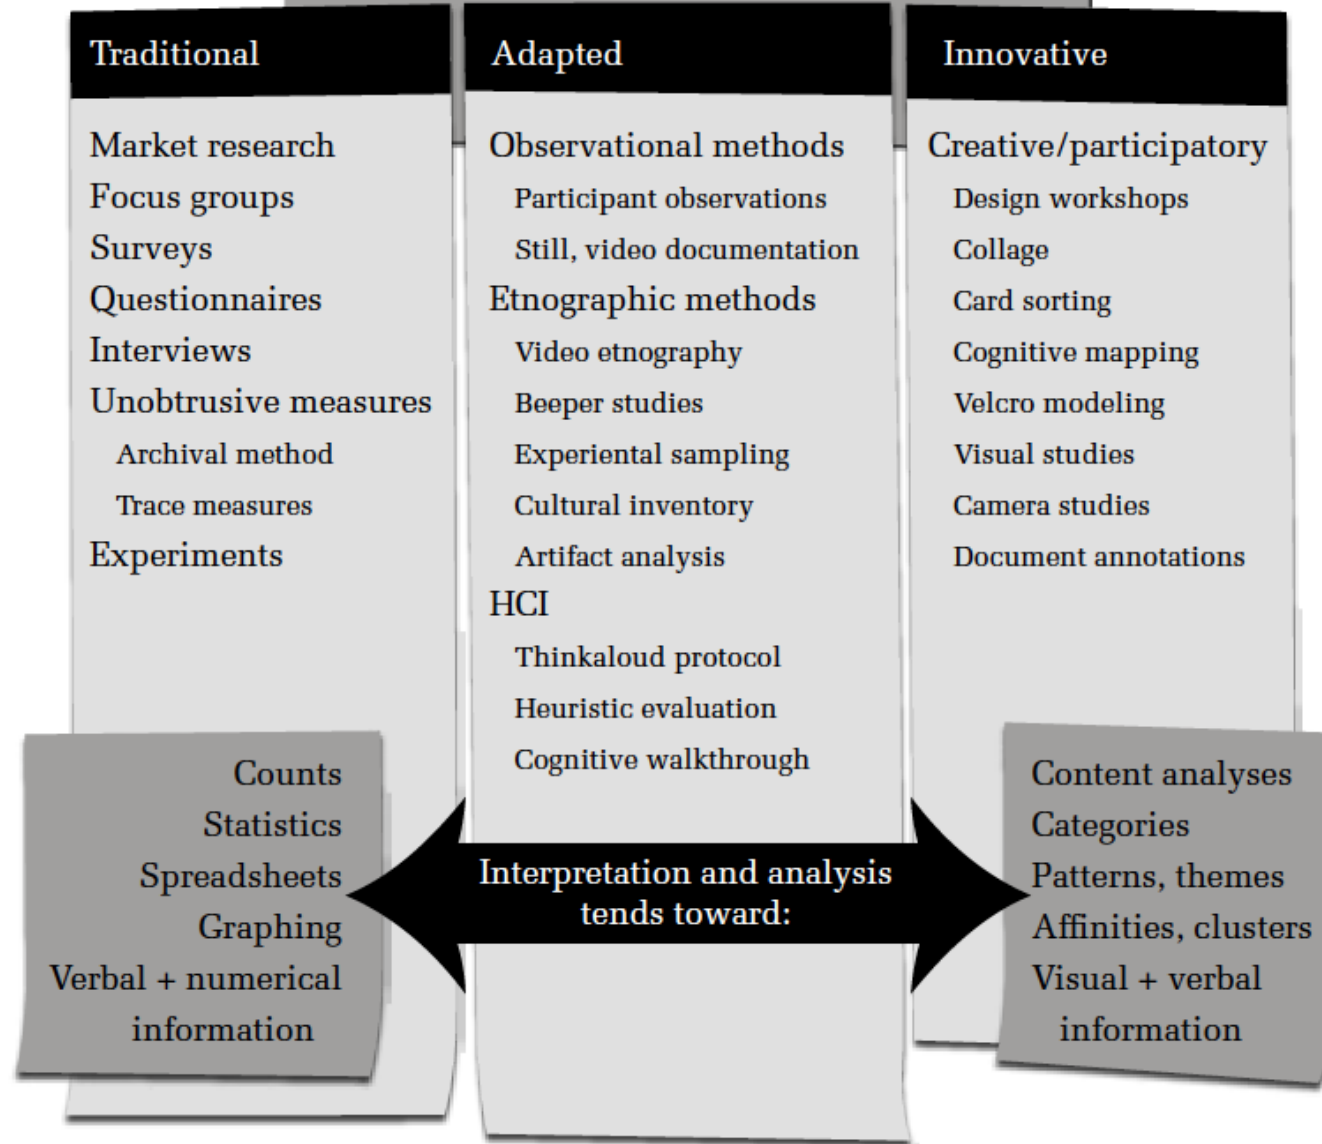 Traditional
Market research
Focus groups
Surveys
Questionnaires
Interviews
Unobtrusive measures
Archival method
Trace measures
Experiments
Counts
Statistics
Spreadsheets
Graphing
Verbal + numerical
information
Adapted
Observational methods
Participant observations
Still, video documentation
Etnographic methods
Video etnography
Beeper studies
Experiental sampling
Cultural inventory
Artifact analysis
HCI
Thinkaloud protocol
Heuristic evaluation
Cognitive walkthrough
Interpretation and analysis
tends toward:
Innovative
Creative/participatory
Design workshops
Collage
Card sorting
Cognitive mapping
Velcro modeling
Visual studies
Camera studies
Document annotations
Content analyses
Categories
Patterns, themes
Affinities, clusters
Visual + verbal
information